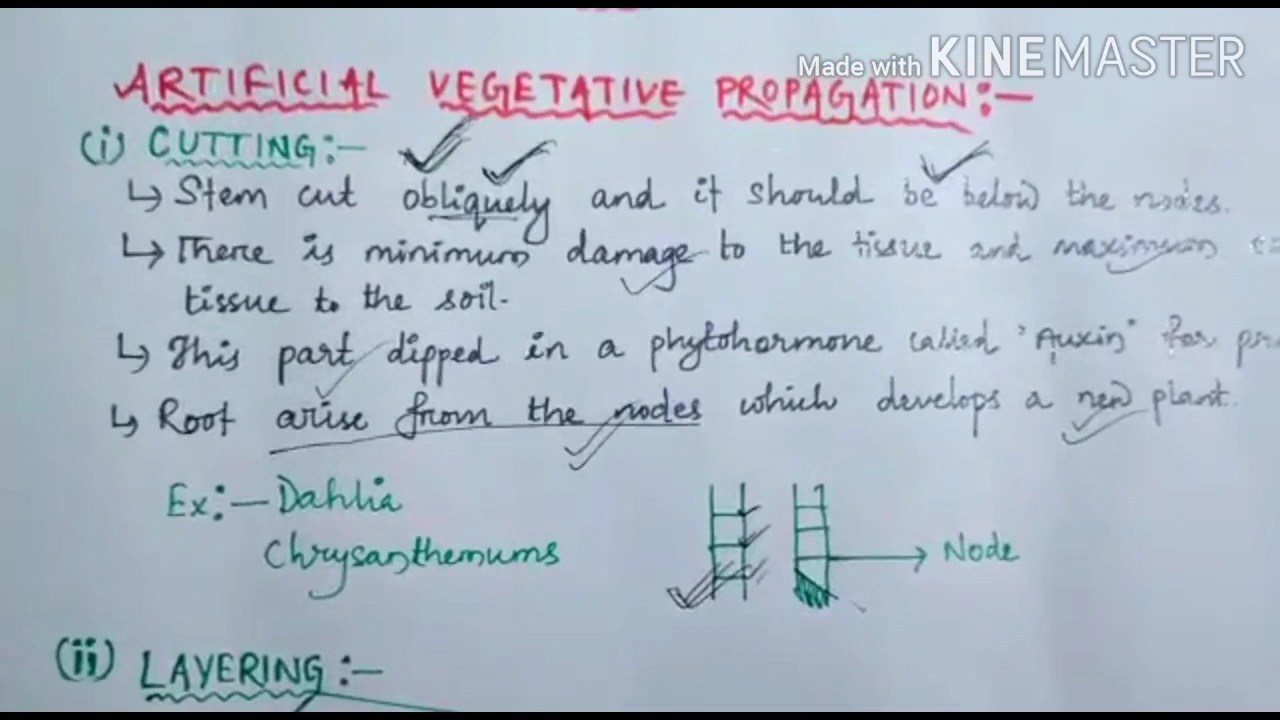 Made with KINEMASTER
ARTIFICIAL VEGETATIVE PROPAGATION:-
(i) CUTTING:-
↳ Stem cut obliquely and it should be below the nodes.
↳ There is minimum damage to the tissue and maximum
tissue to the soil.
↳ This part dipped in a phytohormone called 'Auxin" for
↳ Root arise from the nodes which develops a new plant.
Ex:- Dahlia
Chrysanthemums
Node
(ii) LAYERING:-